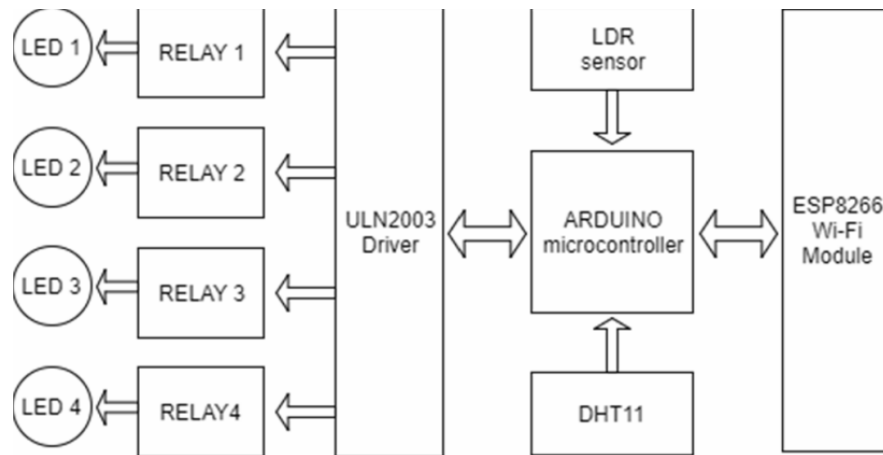 LED 1
RELAY 1
LED 2
RELAY 2
LED 3
RELAY 3
LED 4
RELAY4
ULN2003
Driver
LDR
sensor
ARDUINO
microcontroller
DHT11
ESP8266
Wi-Fi
Module